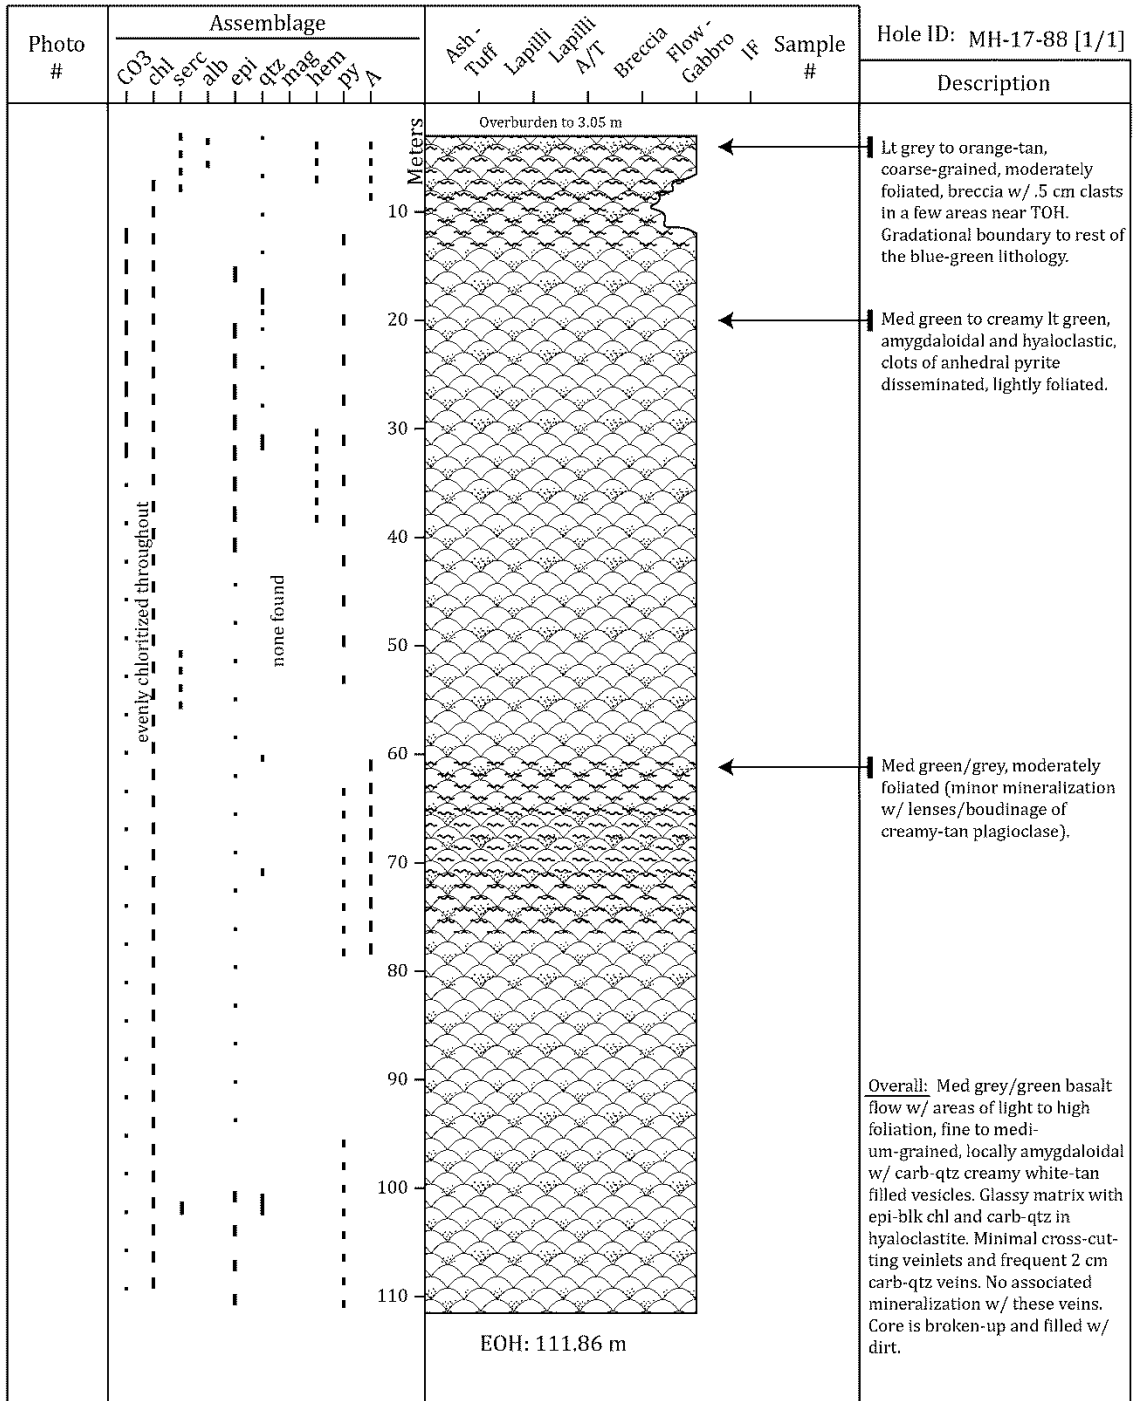 Photo
#
Assemblage
CO3
chl
serc
alb
epi
qtz
mag
hem
py
A
Ash -
Tuff
Lapilli
Lapilli
A/T
Breccia
Flow -
Gabbro
IF
Sample
#
Hole ID: MH-17-88 [1/1]
Description
Meters
Overburden to 3.05 m
10
20
30
40
50
60
70
80
90
100
110
evenly chloritized throughout
none found
EOH: 111.86 m
Lt grey to orange-tan,
coarse-grained, moderately
foliated, breccia w/ .5 cm clasts
in a few areas near TOH.
Gradational boundary to rest of
the blue-green lithology.
Med green to creamy lt green,
amygdaloidal and hyaloclastic,
clots of anhedral pyrite
disseminated, lightly foliated.
Med green/grey, moderately
foliated (minor mineralization
w/ lenses/boudinage of
creamy-tan plagioclase).
Overall: Med grey/green basalt
flow w/ areas of light to high
foliation, fine to medi-
um-grained, locally amygdaloidal
w/ carb-qtz creamy white-tan
filled vesicles. Glassy matrix with
epi-blk chl and carb-qtz in
hyaloclastite. Minimal cross-cut-
ting veinlets and frequent 2 cm
carb-qtz veins. No associated
mineralization w/ these veins.
Core is broken-up and filled w/
dirt.